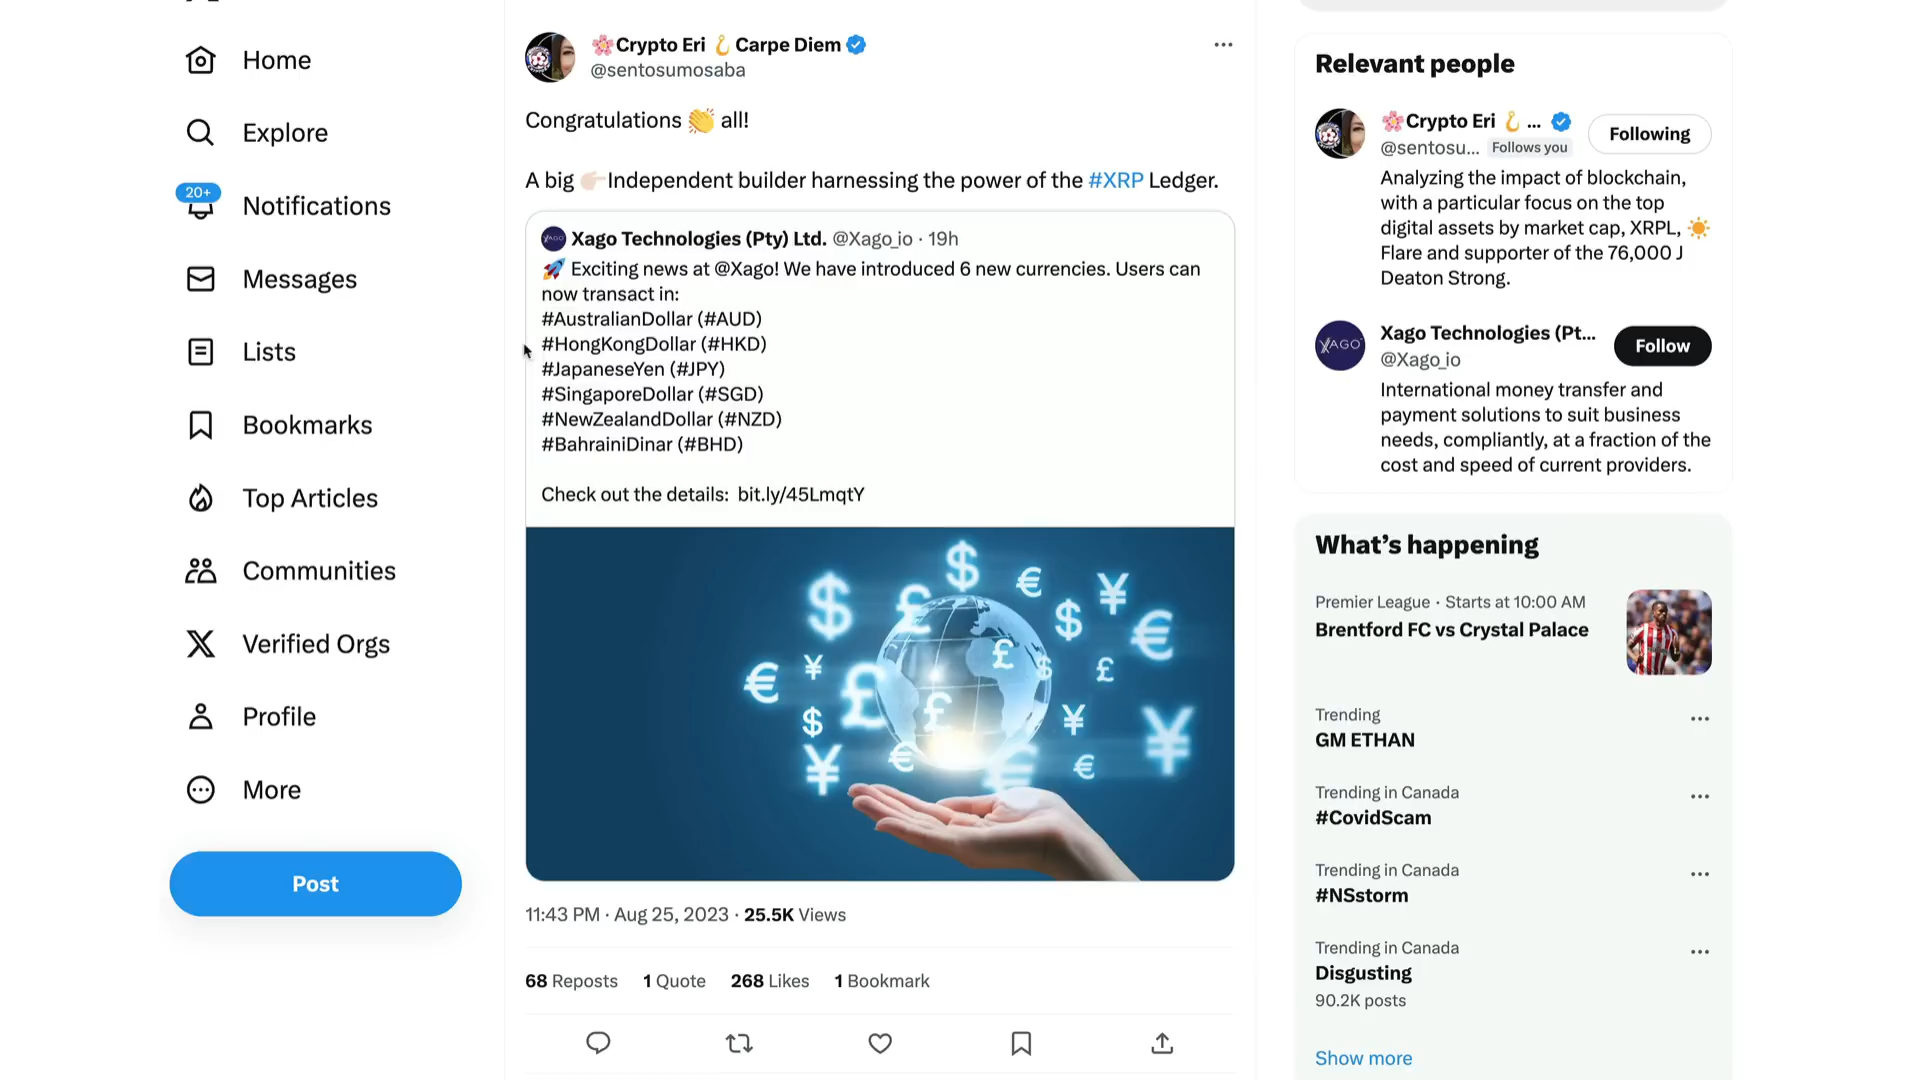 Home
Explore
20+
Notifications
Messages
Lists
Bookmarks
Top Articles
Communities
Verified Orgs
Profile
More
Post
🌸Crypto Eri 🪝Carpe Diem
@sentosumosaba
Congratulations 👏 all!
A big 👉🏻Independent builder harnessing the power of the #XRP Ledger.
Xago Technologies (Pty) Ltd. @Xago_io · 19h
🚀 Exciting news at @Xago! We have introduced 6 new currencies. Users can
now transact in:
#AustralianDollar (#AUD)
#HongKongDollar (#HKD)
#JapaneseYen (#JPY)
#SingaporeDollar (#SGD)
#NewZealandDollar (#NZD)
#BahrainiDinar (#BHD)
Check out the details: bit.ly/45LmqtY
11:43 PM · Aug 25, 2023 · 25.5K Views
68 Reposts 1 Quote 268 Likes 1 Bookmark
Relevant people
🌸Crypto Eri 🪝 ...
Following
@sentosu... Follows you
Analyzing the impact of blockchain,
with a particular focus on the top
digital assets by market cap, XRPL, ☀️
Flare and supporter of the 76,000 J
Deaton Strong.
XAGO
Xago Technologies (Pt...
Follow
@Xago_io
International money transfer and
payment solutions to suit business
needs, compliantly, at a fraction of the
cost and speed of current providers.
What's happening
Premier League · Starts at 10:00 AM
Brentford FC vs Crystal Palace
Trending
GM ETHAN
Trending in Canada
#CovidScam
Trending in Canada
#NSstorm
Trending in Canada
Disgusting
90.2K posts
Show more